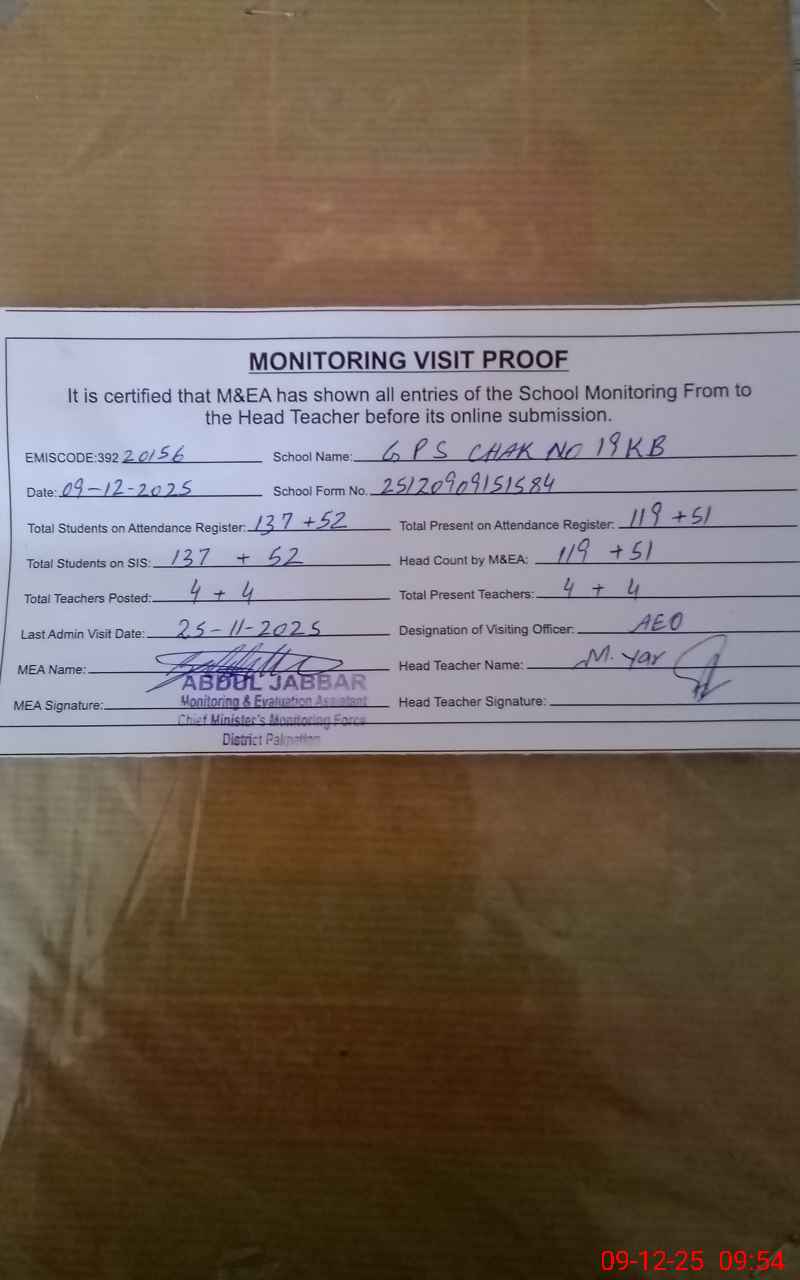 MONITORING VISIT PROOF
It is certified that M&EA has shown all entries of the School Monitoring From to
the Head Teacher before its online submission.
EMISCODE:392 20156 School Name: GPS CHAK NO 19KB
Date: 09-12-2025 School Form No. 25120909151584
Total Students on Attendance Register: 137 +52 Total Present on Attendance Register: 119 +51
Total Students on SIS: 137 + 52 Head Count by M&EA: 119 +51
Total Teachers Posted: 4 + 4 Total Present Teachers: 4 + 4
Last Admin Visit Date: 25-11-2025 Designation of Visiting Officer: AEO
MEA Name: Head Teacher Name: M. Yar
ABDUL JABBAR
MEA Signature: Monitoring & Evaluation Assistant Head Teacher Signature:
Chief Minister's Monitoring Force
District Pakpattan
09-12-25 09:54